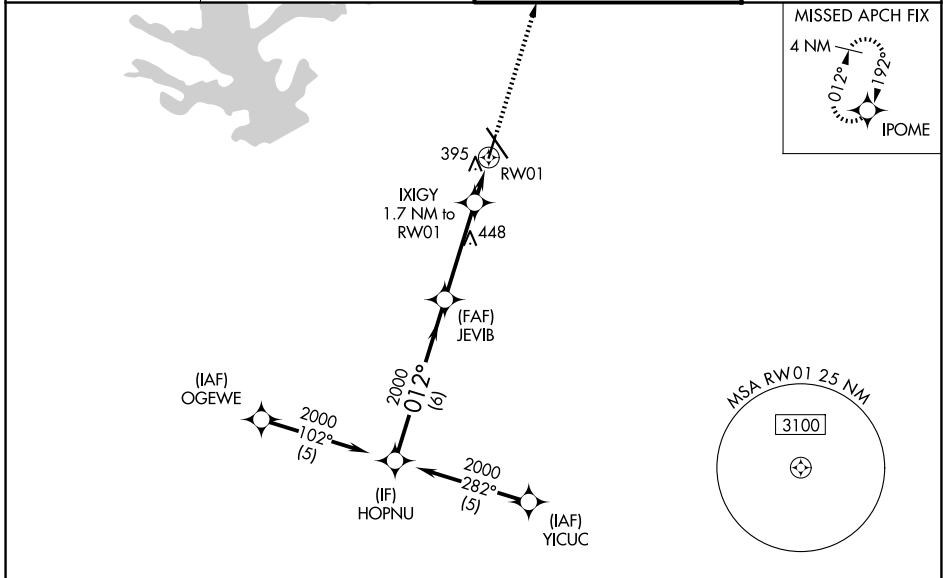 MISSED APCH FIX
4 NM
012°
192°
IPOME
395
RW01
IXIGY
1.7 NM to
RW01
448
(FAF)
JEVIB
2000
012°
(6)
(IAF)
OGEWE
2000
102°
(5)
(IF)
HOPNU
2000
282°
(5)
(IAF)
YICUC
MSA RW01 25 NM
3100